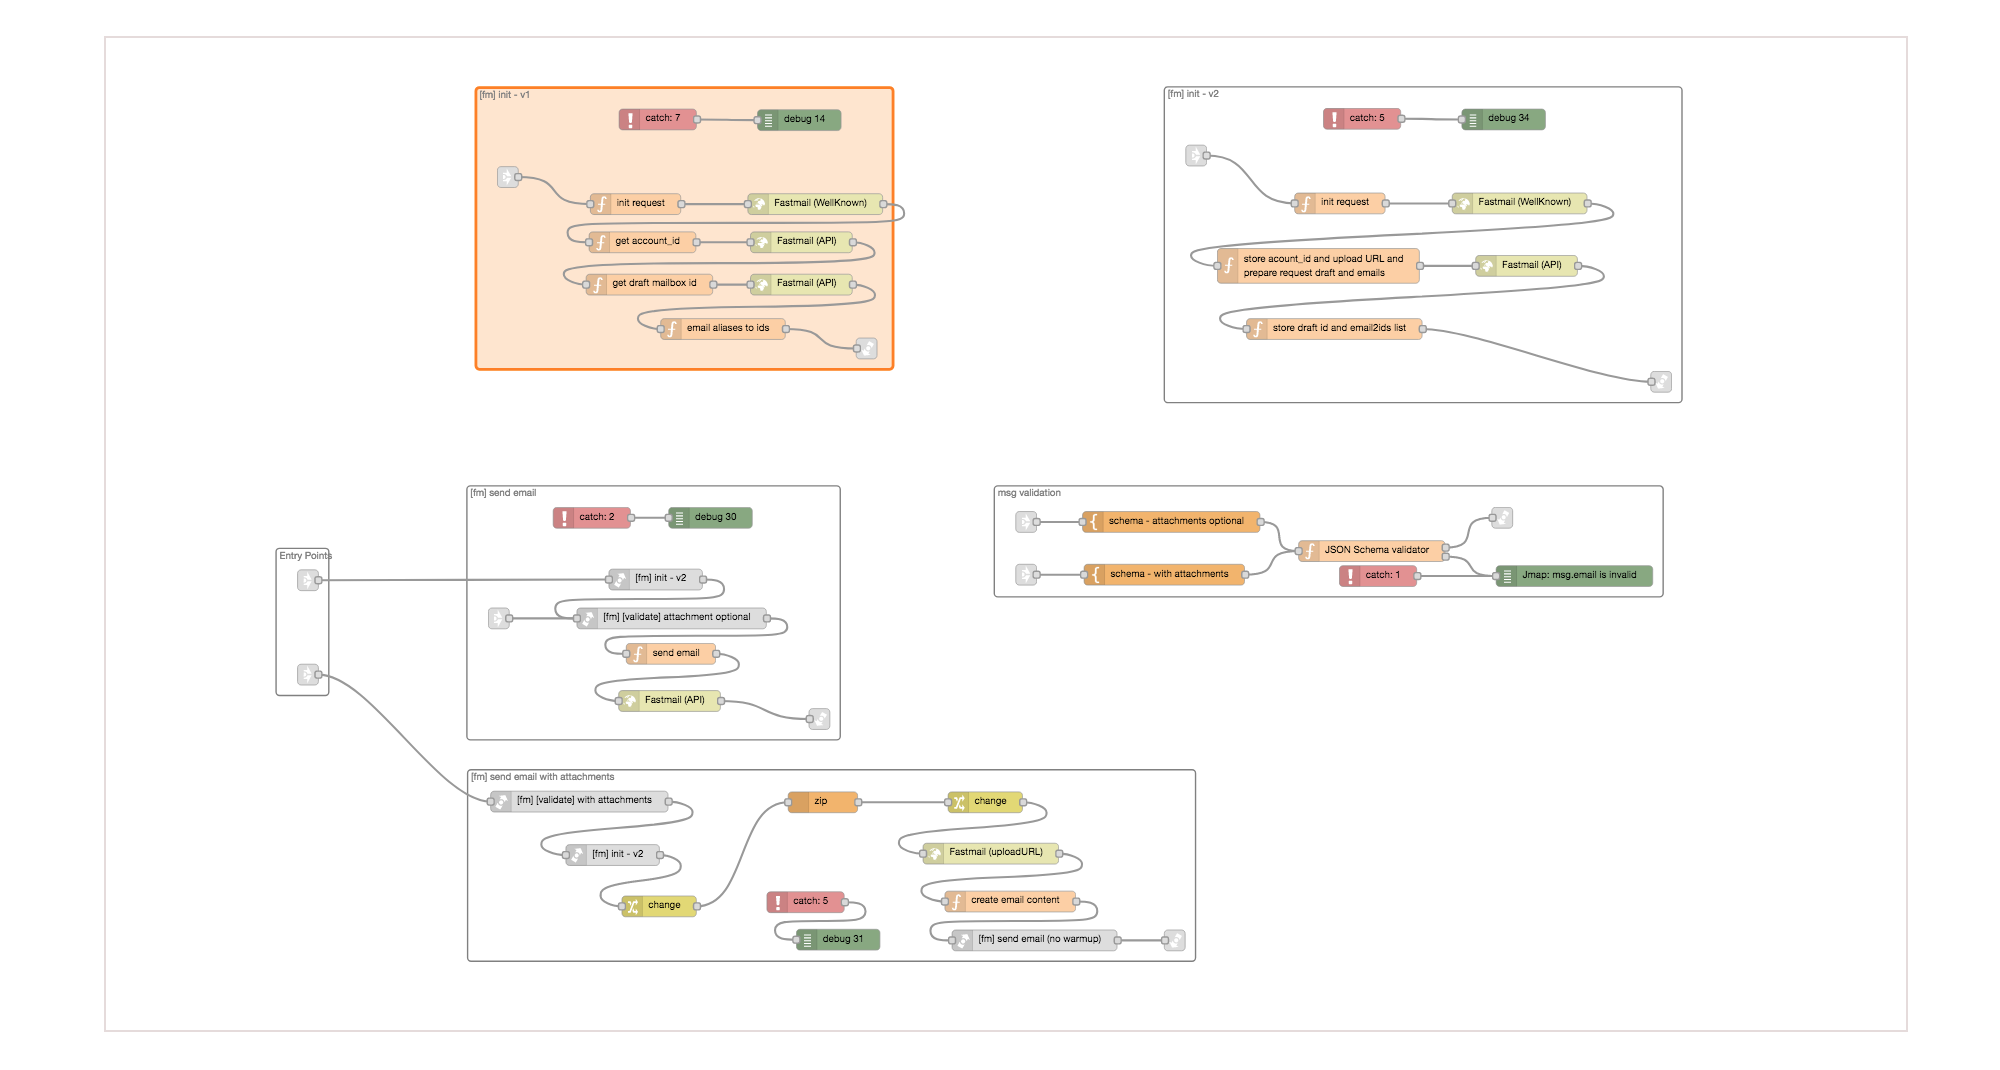 [fm] init - v1
catch: 7
debug 14
init request
Fastmail (WellKnown)
get account_id
Fastmail (API)
get draft mailbox id
Fastmail (API)
email aliases to ids
[fm] init - v2
catch: 5
debug 34
init request
Fastmail (WellKnown)
store acount_id and upload URL and
prepare request draft and emails
Fastmail (API)
store draft id and email2ids list
Entry Points
[fm] send email
catch: 2
debug 30
[fm] init - v2
[fm] [validate] attachment optional
send email
Fastmail (API)
msg validation
schema - attachments optional
schema - with attachments
JSON Schema validator
catch: 1
Jmap: msg.email is invalid
[fm] send email with attachments
[fm] [validate] with attachments
[fm] init - v2
change
zip
change
Fastmail (uploadURL)
catch: 5
debug 31
create email content
[fm] send email (no warmup)